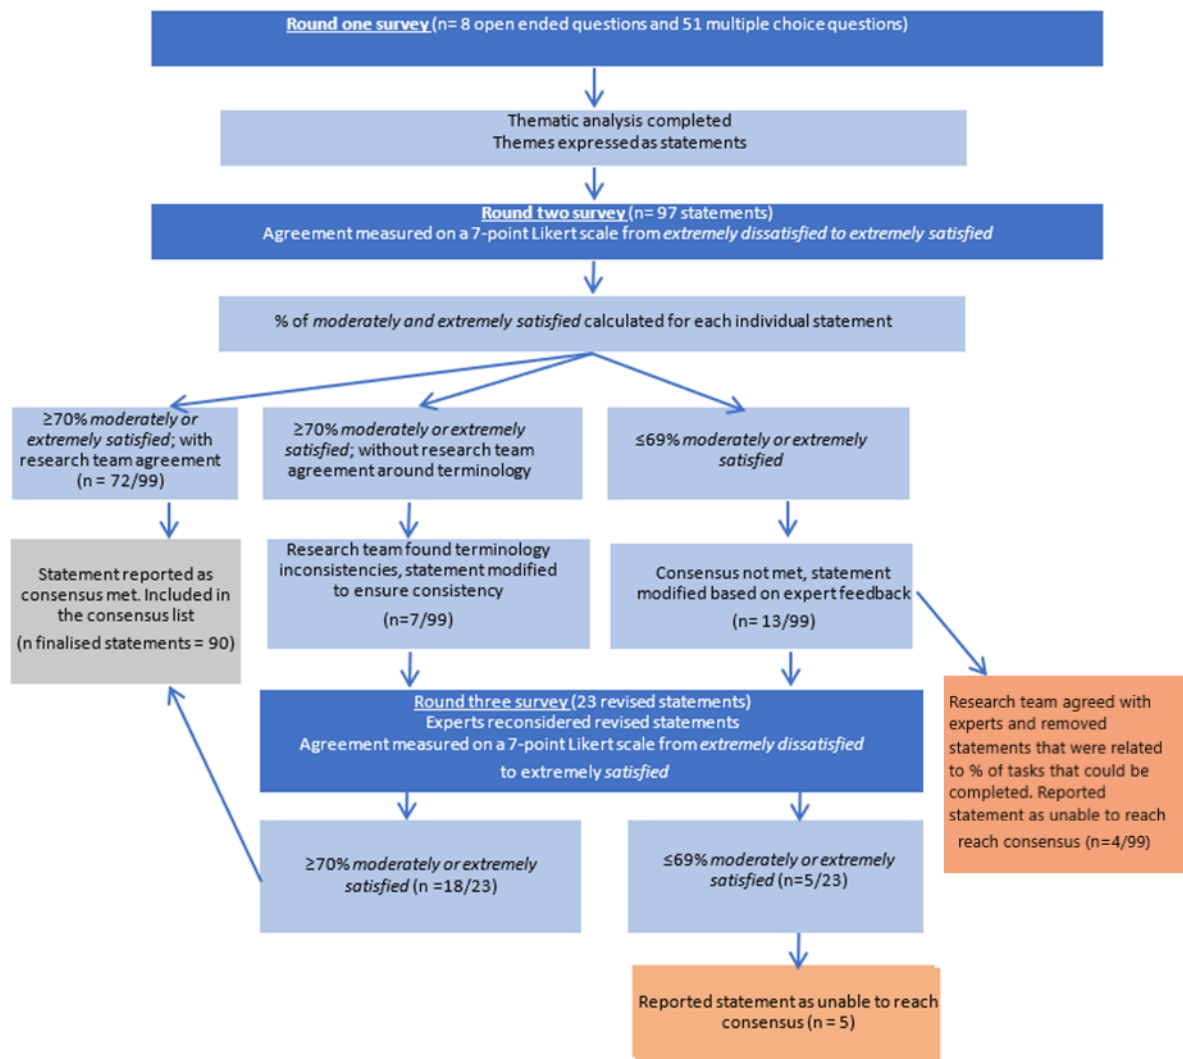 Round one survey (n= 8 open ended questions and 51 multiple choice questions)
Thematic analysis completed
Themes expressed as statements
Round two survey (n= 97 statements)
Agreement measured on a 7-point Likert scale from extremely dissatisfied to extremely satisfied
% of moderately and extremely satisfied calculated for each individual statement
≥70% moderately or
extremely satisfied; with
research team agreement
(n = 72/99)
≥70% moderately or extremely
satisfied; without research team
agreement around terminology
≤69% moderately or extremely
satisfied
Statement reported as
consensus met. Included in
the consensus list
(n finalised statements = 90)
Research team found terminology
inconsistencies, statement modified
to ensure consistency
(n=7/99)
Consensus not met, statement
modified based on expert feedback
(n= 13/99)
Round three survey (23 revised statements)
Experts reconsidered revised statements
Agreement measured on a 7-point Likert scale from extremely dissatisfied
to extremely satisfied
Research team agreed with
experts and removed
statements that were related
to % of tasks that could be
completed. Reported
statement as unable to reach
reach consensus (n=4/99)
≥70% moderately or extremely
satisfied (n =18/23)
≤69% moderately or extremely
satisfied (n=5/23)
Reported statement as unable to reach
consensus (n = 5)